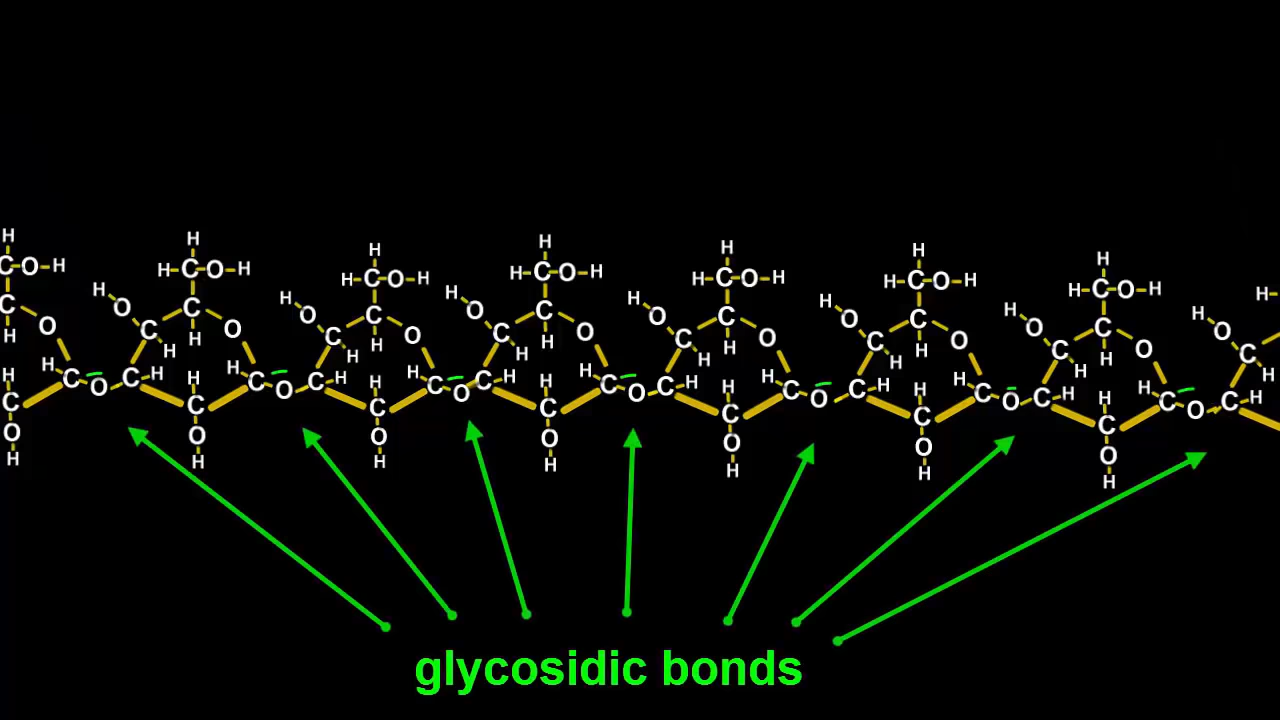 H H H H H H H
C O H H C O H H C O H H C O H H C O H H C O H H C O H H
H O C C O H O C C O H O C C O H O C C O H O C C O H O C C O H O C C O H O C
H H H H H H H H H H H H H H H
H C O C H H C O C H H C O C H H C O C H H C O C H H C O C H H C O C H
H C H C H C H C H C H C H C
O O O O O O O
H H H H H H H
glycosidic bonds